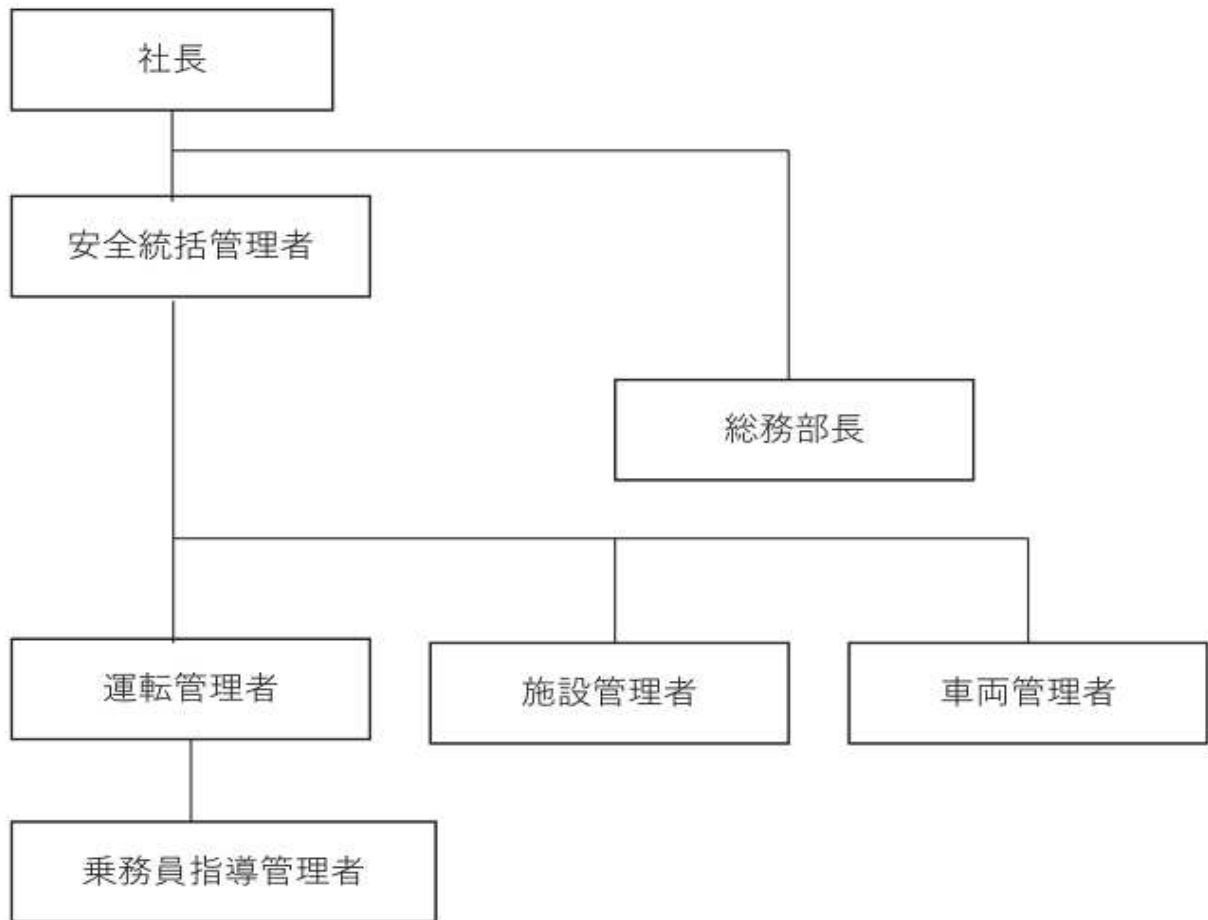 社長
安全統括管理者
総務部長
運転管理者
施設管理者
車両管理者
乗務員指導管理者